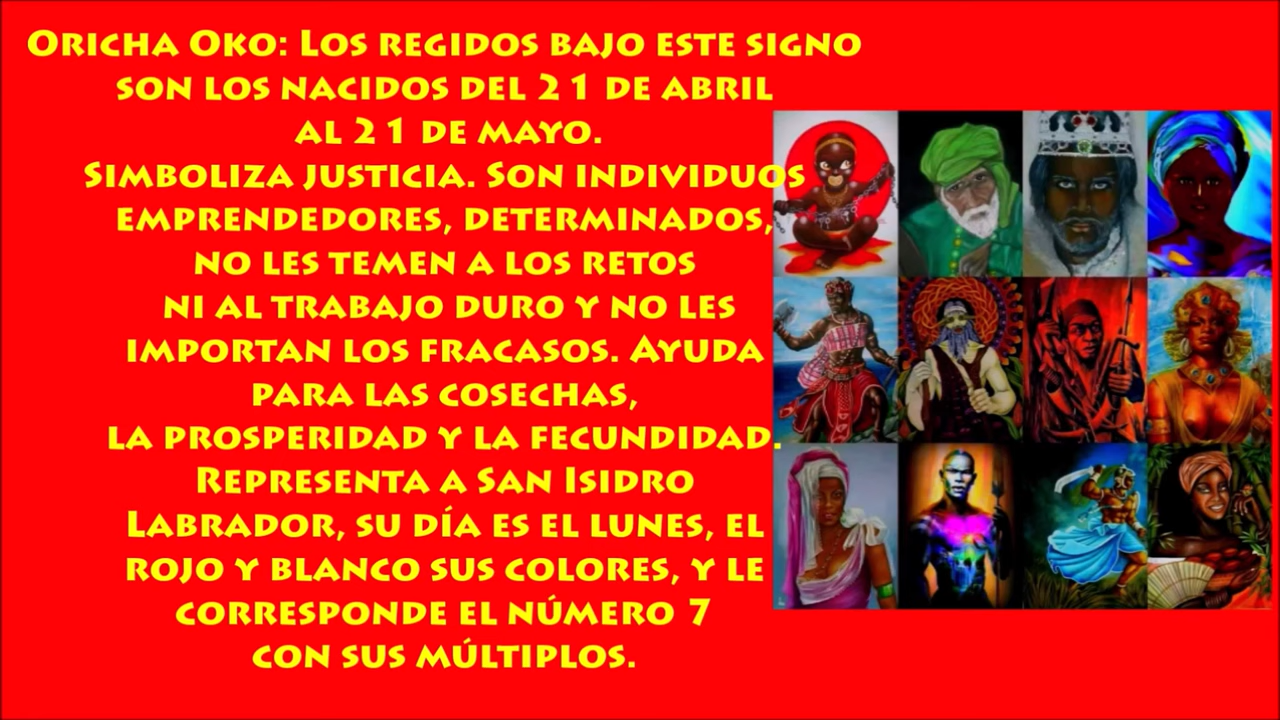 Oricha Oko: Los regidos bajo este signo
son los nacidos del 21 de abril
al 21 de mayo.
Simboliza justicia. Son individuos
emprendedores, determinados,
no les temen a los retos
ni al trabajo duro y no les
importan los fracasos. Ayuda
para las cosechas,
la prosperidad y la fecundidad.
Representa a San Isidro
Labrador, su día es el lunes, el
rojo y blanco sus colores, y le
corresponde el número 7
con sus múltiplos.